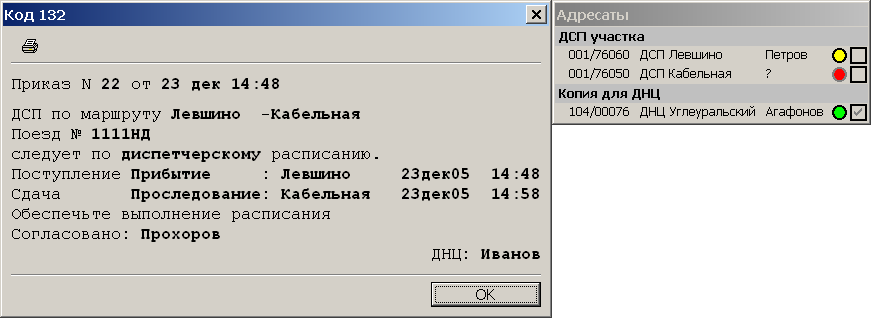 Код 132
Приказ N 22 от 23 дек 14:48
ДСП по маршруту Левшино -Кабельная
Поезд № 1111НД
следует по диспетчерскому расписанию.
Поступление Прибытие : Левшино 23дек05 14:48
Сдача Проследование: Кабельная 23дек05 14:58
Обеспечьте выполнение расписания
Согласовано: Прохоров
ДНЦ: Иванов
OK
Адресаты
ДСП участка
001/76060 ДСП Левшино Петров
001/76050 ДСП Кабельная ?
Копия для ДНЦ
104/00076 ДНЦ Углеуральский Агафонов